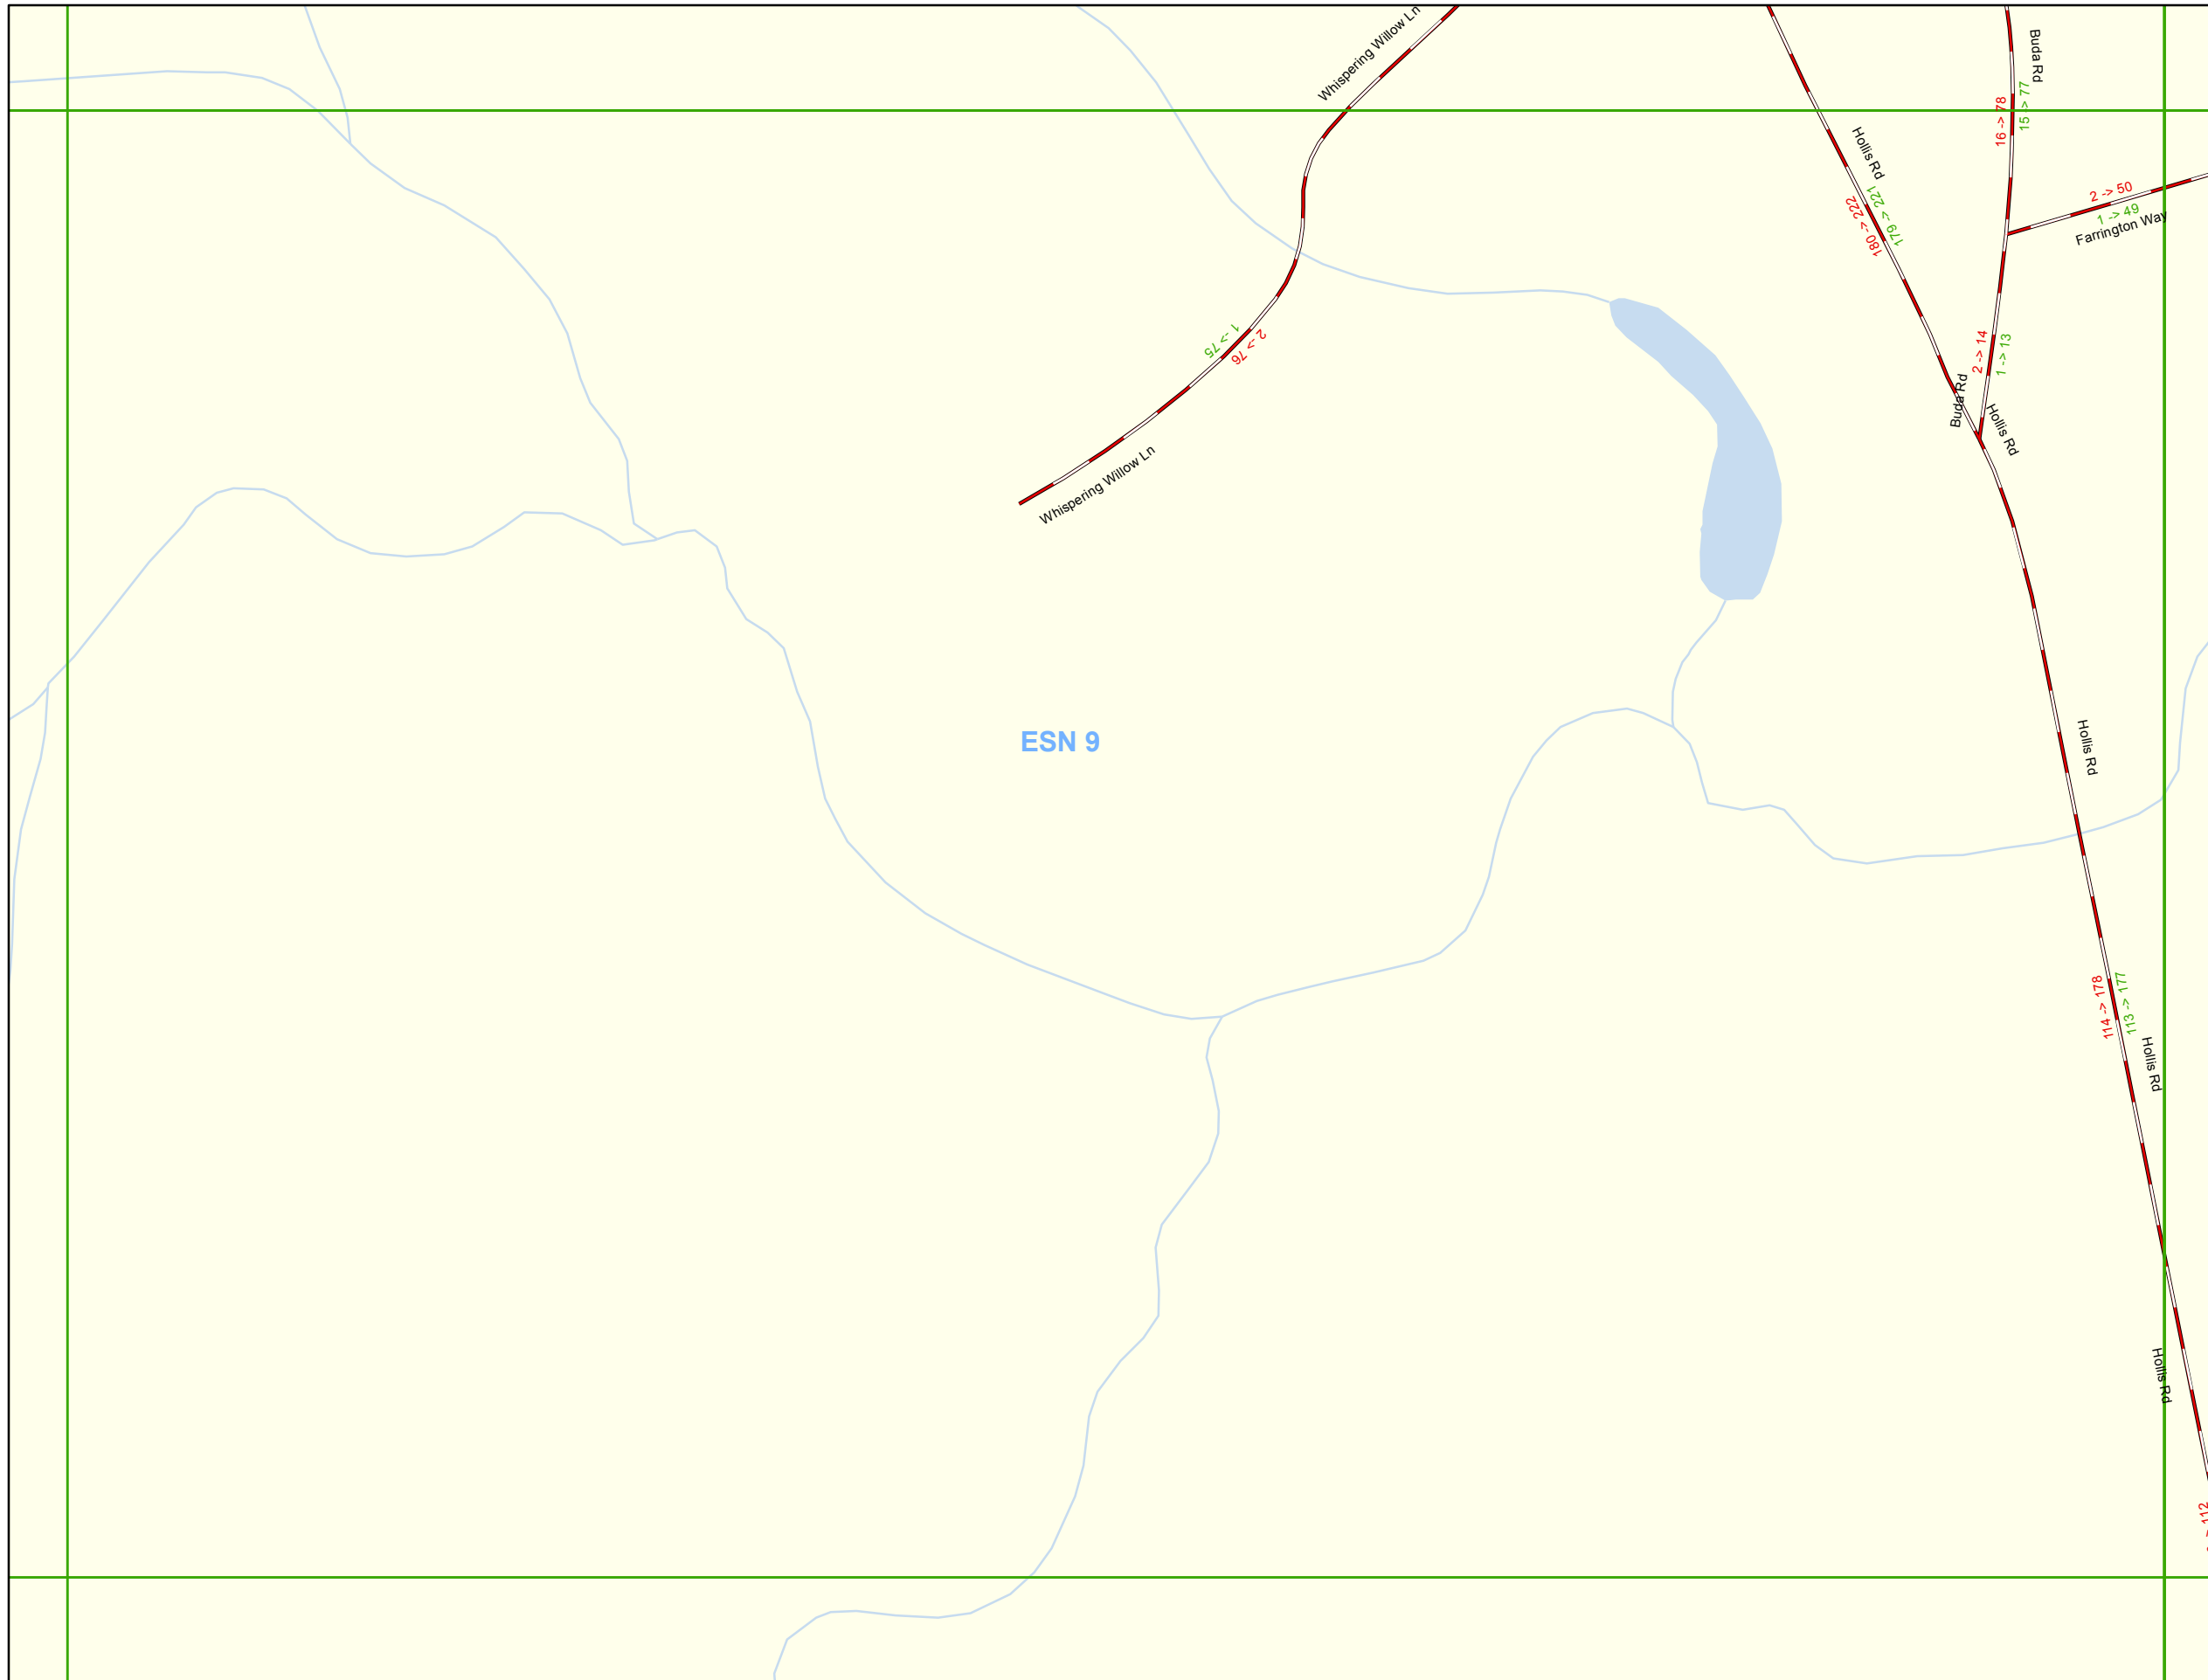 Whispering Willow Ln
Buda Rd
16 -> 78
15 -> 77
Hollis Rd
179 -> 221
180 -> 222
2 -> 50
1 -> 49
Farrington Way
1 -> 75
2 -> 76
2 -> 14
1 -> 13
Buda Rd
Hollis Rd
Whispering Willow Ln
ESN 9
Hollis Rd
114 -> 178
113 -> 177
Hollis Rd
Hollis Rd
112